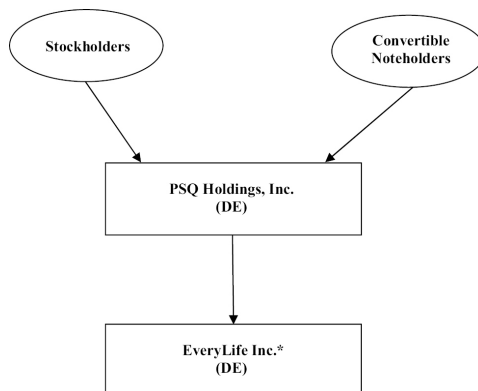 Stockholders
Convertible
Noteholders
PSQ Holdings, Inc.
(DE)
EveryLife Inc.*
(DE)